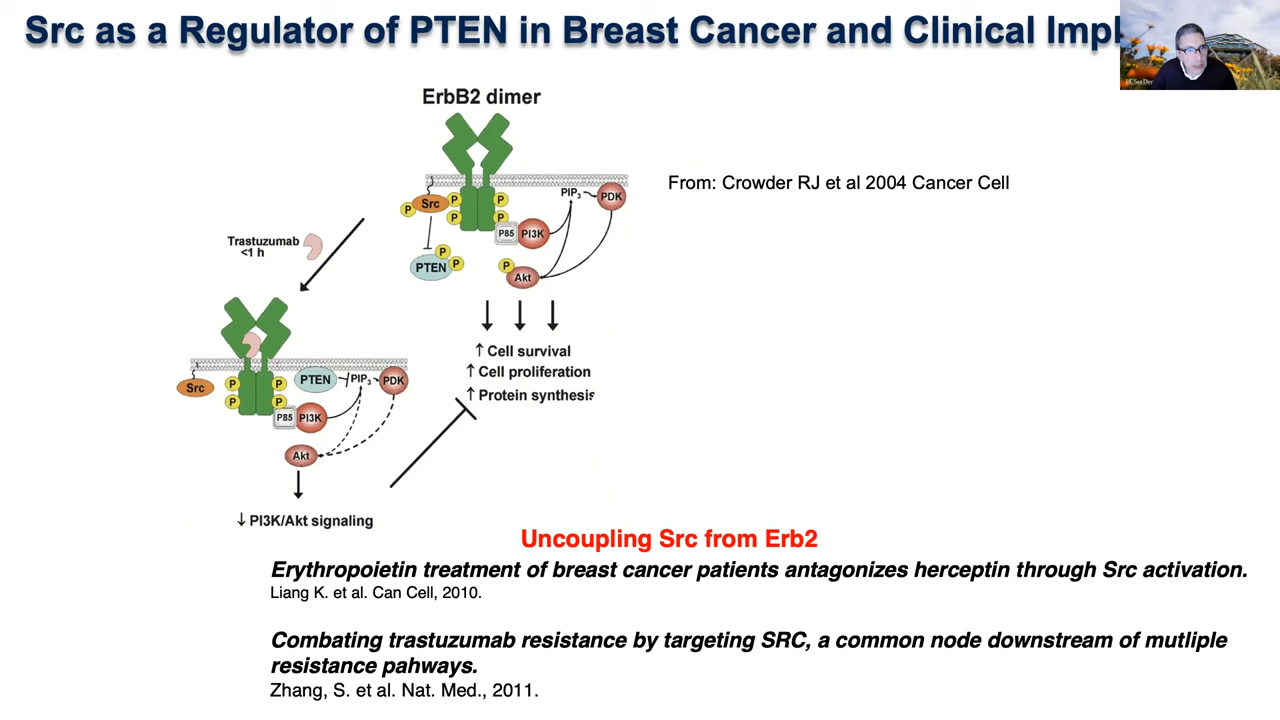 Src as a Regulator of PTEN in Breast Cancer and Clinical Impl
UC San Diego
ErbB2 dimer
From: Crowder RJ et al 2004 Cancer Cell
PIP3
PDK
Src
P
P
P
P
P
P
P85
PI3K
Trastuzumab
<1 h
PTEN
P
P
P
Akt
↑ Cell survival
↑ Cell proliferation
↑ Protein synthesis
Src
P
P
P
P
PTEN
PIP3
PDK
P85
PI3K
Akt
↓ PI3K/Akt signaling
Uncoupling Src from Erb2
Erythropoietin treatment of breast cancer patients antagonizes herceptin through Src activation.
Liang K. et al. Can Cell, 2010.
Combating trastuzumab resistance by targeting SRC, a common node downstream of mutliple
resistance pahways.
Zhang, S. et al. Nat. Med., 2011.